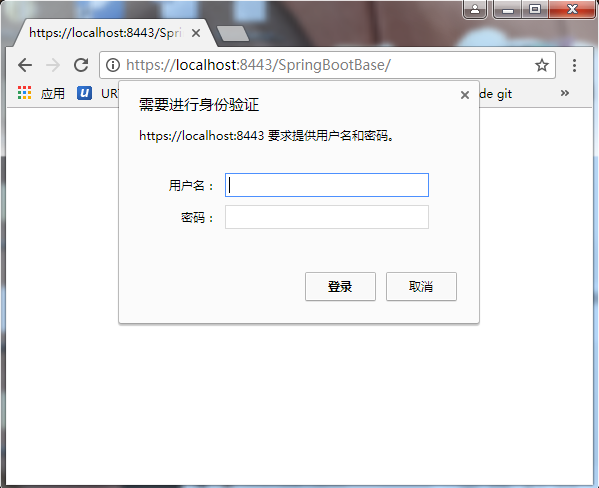 https://localhost:8443/Spri
https://localhost:8443/SpringBootBase/
应用
UR
de git
需要进行身份验证
https://localhost:8443 要求提供用户名和密码。
用户名：
密码：
登录
取消